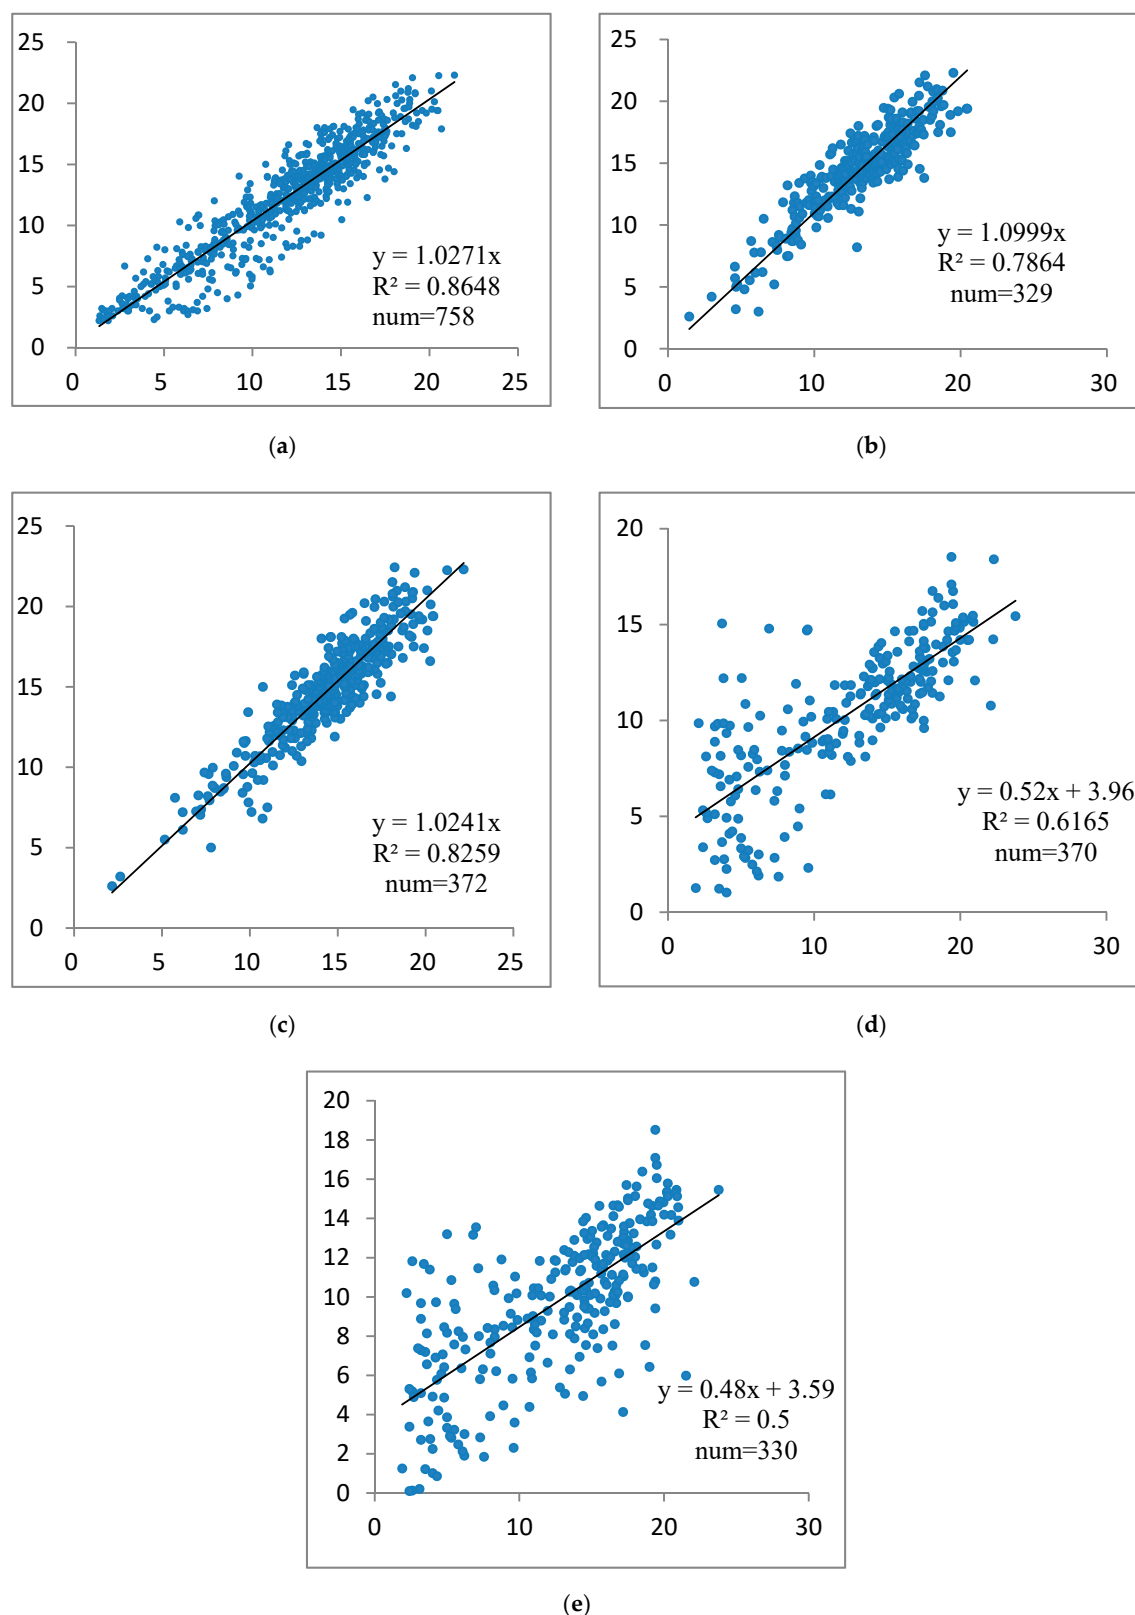 25
20
15
10
5
0
0 5 10 15 20 25
y = 1.0271x
R² = 0.8648
num=758
(a)
25
20
15
10
5
0
0 10 20 30
y = 1.0999x
R² = 0.7864
num=329
(b)
25
20
15
10
5
0
0 5 10 15 20 25
y = 1.0241x
R² = 0.8259
num=372
(c)
20
15
10
5
0
0 10 20 30
y = 0.52x + 3.96
R² = 0.6165
num=370
(d)
20
18
16
14
12
10
8
6
4
2
0
0 10 20 30
y = 0.48x + 3.59
R² = 0.5
num=330
(e)